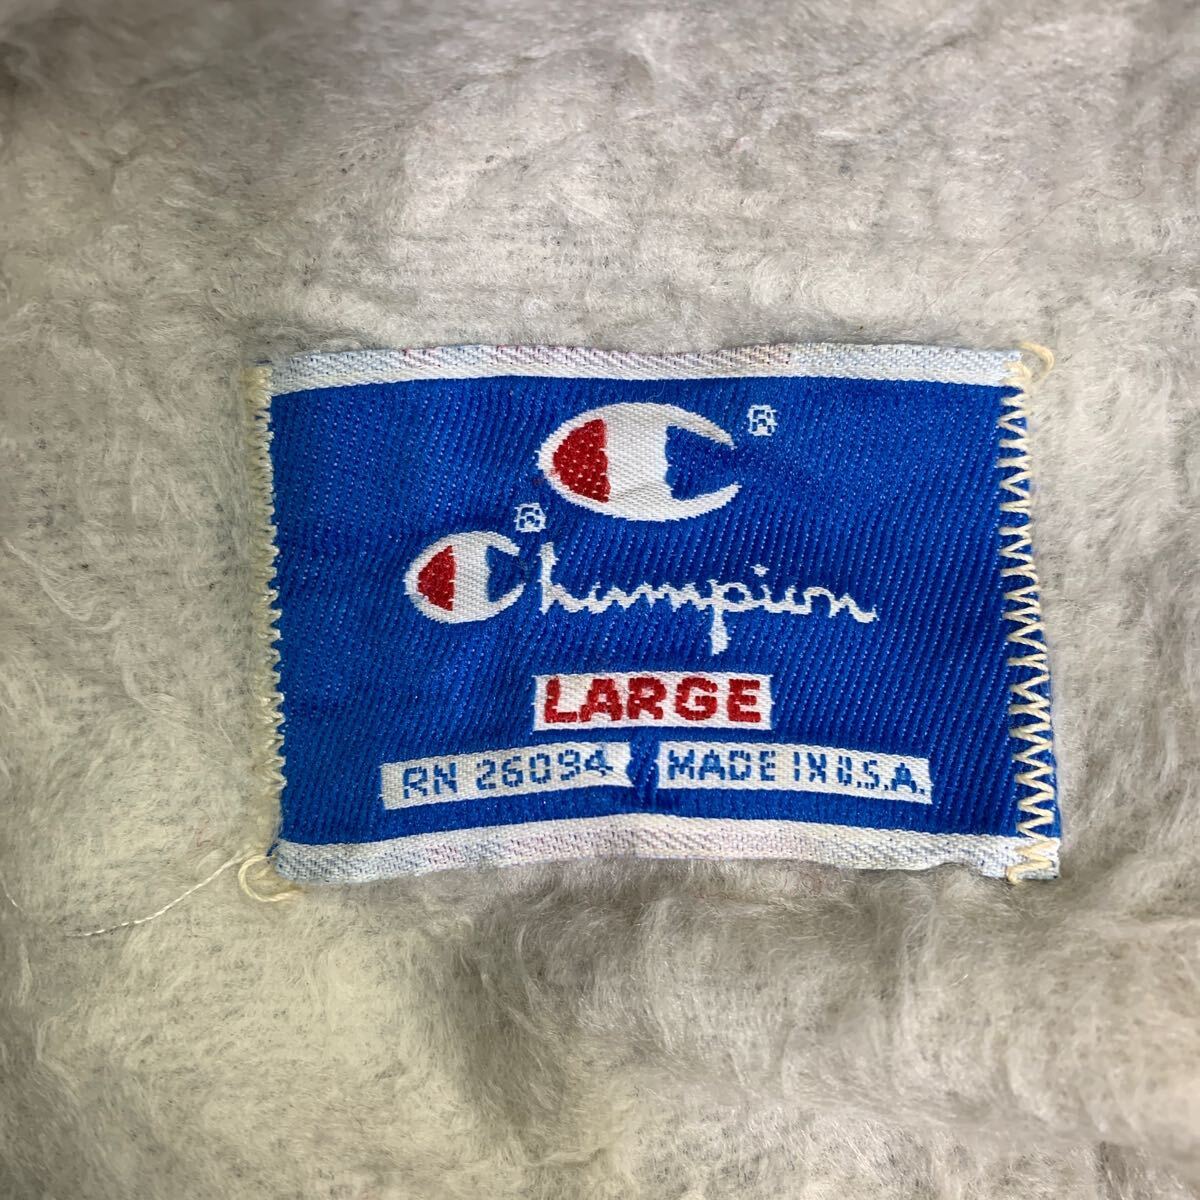 ®
®
Champion
LARGE
RN 26094 MADE IN U.S.A.